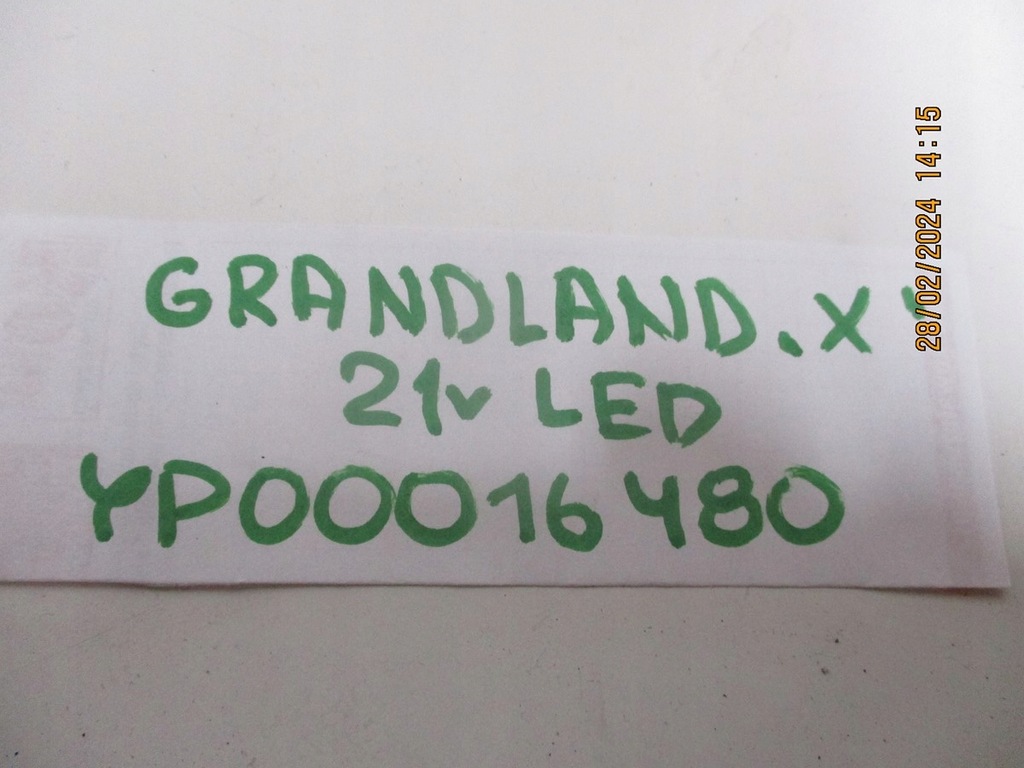 GRANDLAND.X
21v LED
YP00016480
28/02/2024 14:15